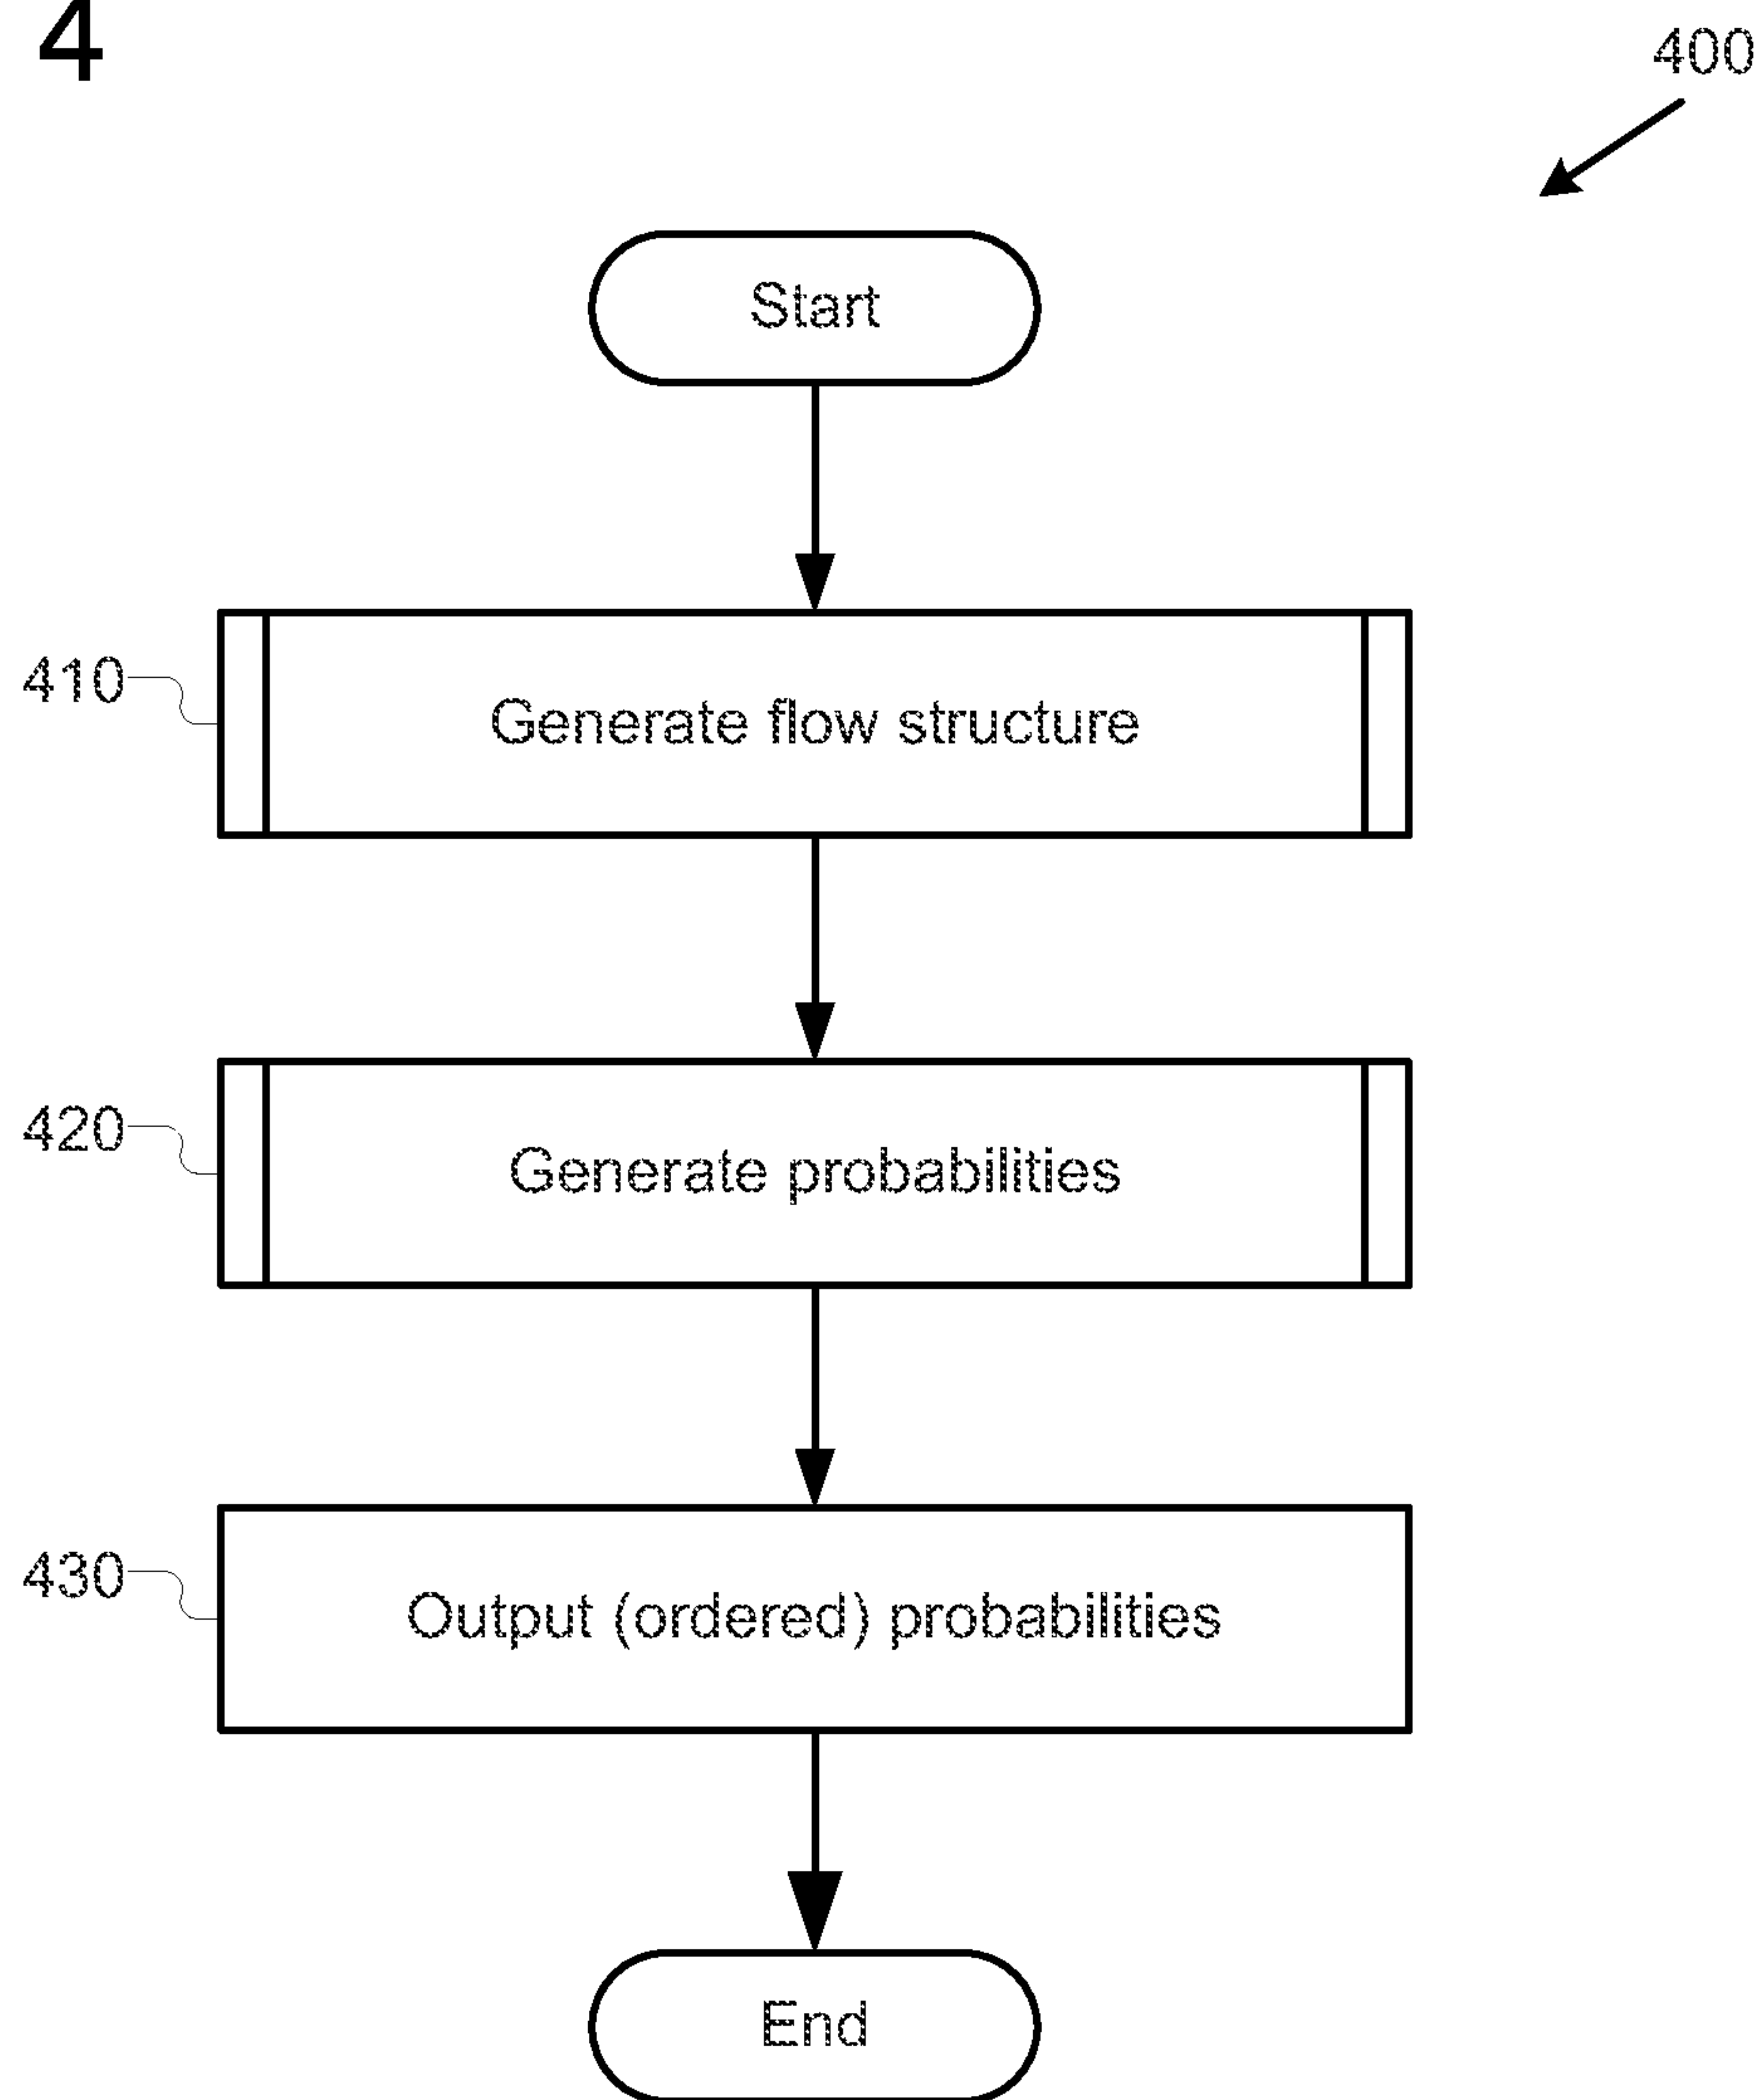 4
400
Start
410
Generate flow structure
420
Generate probabilities
430
Output (ordered) probabilities
End